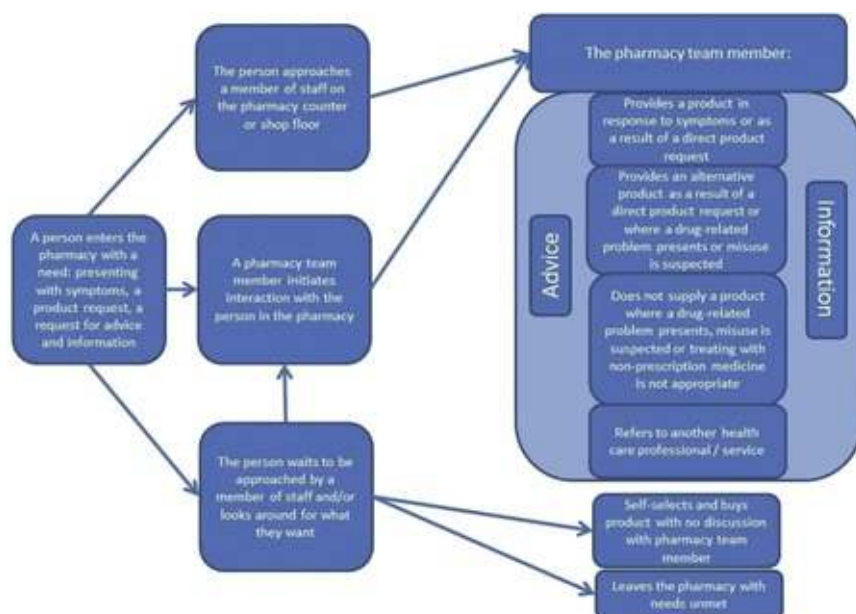 The person approaches
a member of staff on
the pharmacy counter
or shop floor
The pharmacy team member:
Provides a product in
response to symptoms or as
a result of a direct product
request
Provides an alternative
product as a result of a
direct product request or
where a drug-related
problem presents or misuse
is suspected
Does not supply a product
where a drug-related
problem presents, misuse is
suspected or treating with
non-prescription medicine
is not appropriate
Refers to another health
care professional / service
Advice
Information
A person enters the
pharmacy with a
need: presenting
with symptoms, a
product request, a
request for advice
and information
A pharmacy team
member initiates
interaction with the
person in the pharmacy
The person waits to be
approached by a
member of staff and/or
looks around for what
they want
Self-selects and buys
product with no discussion
with pharmacy team
member
Leaves the pharmacy with
needs unmet